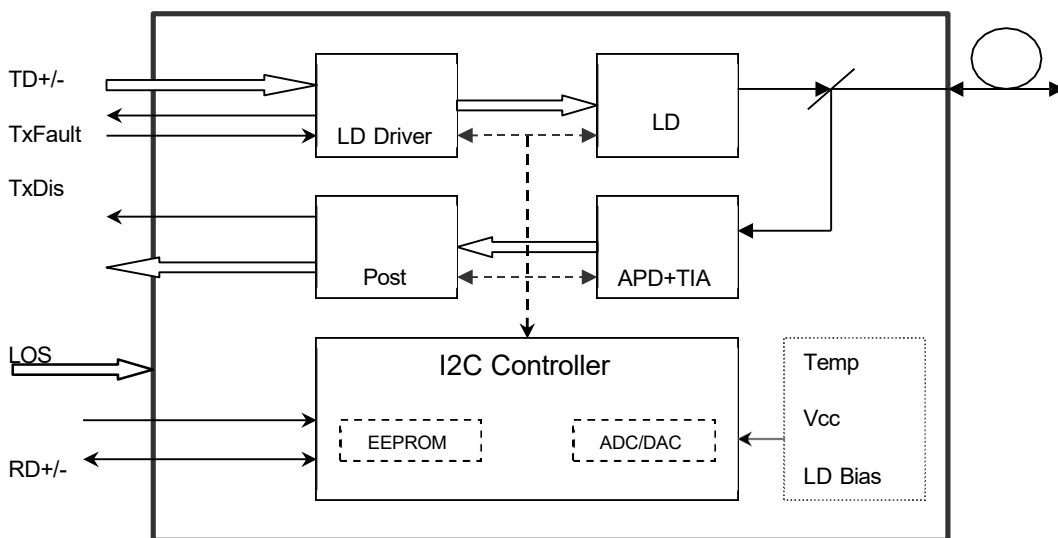 TD+/-
TxFault
TxDis
LOS
RD+/-
LD Driver
LD
Post
APD+TIA
I2C Controller
EEPROM
ADC/DAC
Temp
Vcc
LD Bias